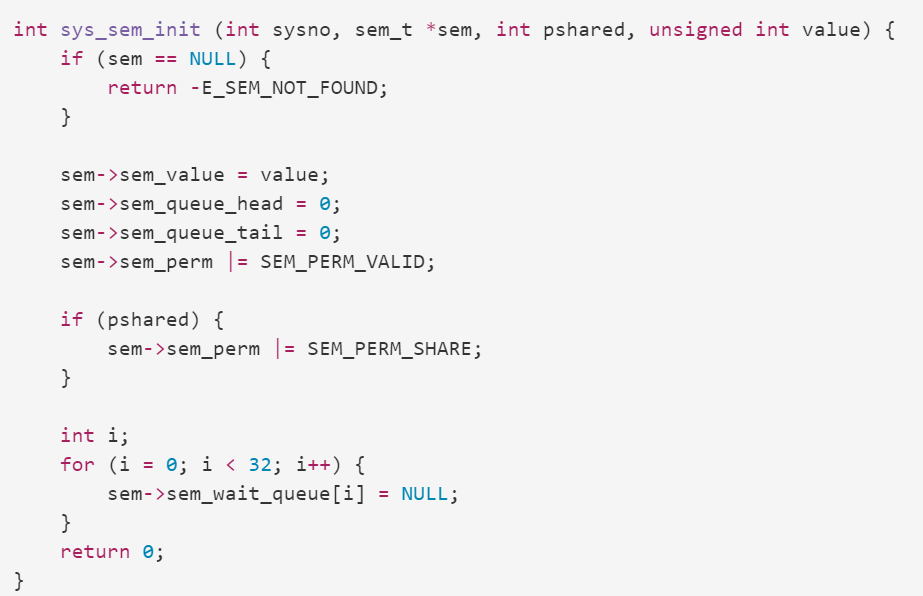 int sys_sem_init (int sysno, sem_t *sem, int pshared, unsigned int value) {
    if (sem == NULL) {
        return -E_SEM_NOT_FOUND;
    }

    sem->sem_value = value;
    sem->sem_queue_head = 0;
    sem->sem_queue_tail = 0;
    sem->sem_perm |= SEM_PERM_VALID;

    if (pshared) {
        sem->sem_perm |= SEM_PERM_SHARE;
    }

    int i;
    for (i = 0; i < 32; i++) {
        sem->sem_wait_queue[i] = NULL;
    }
    return 0;
}